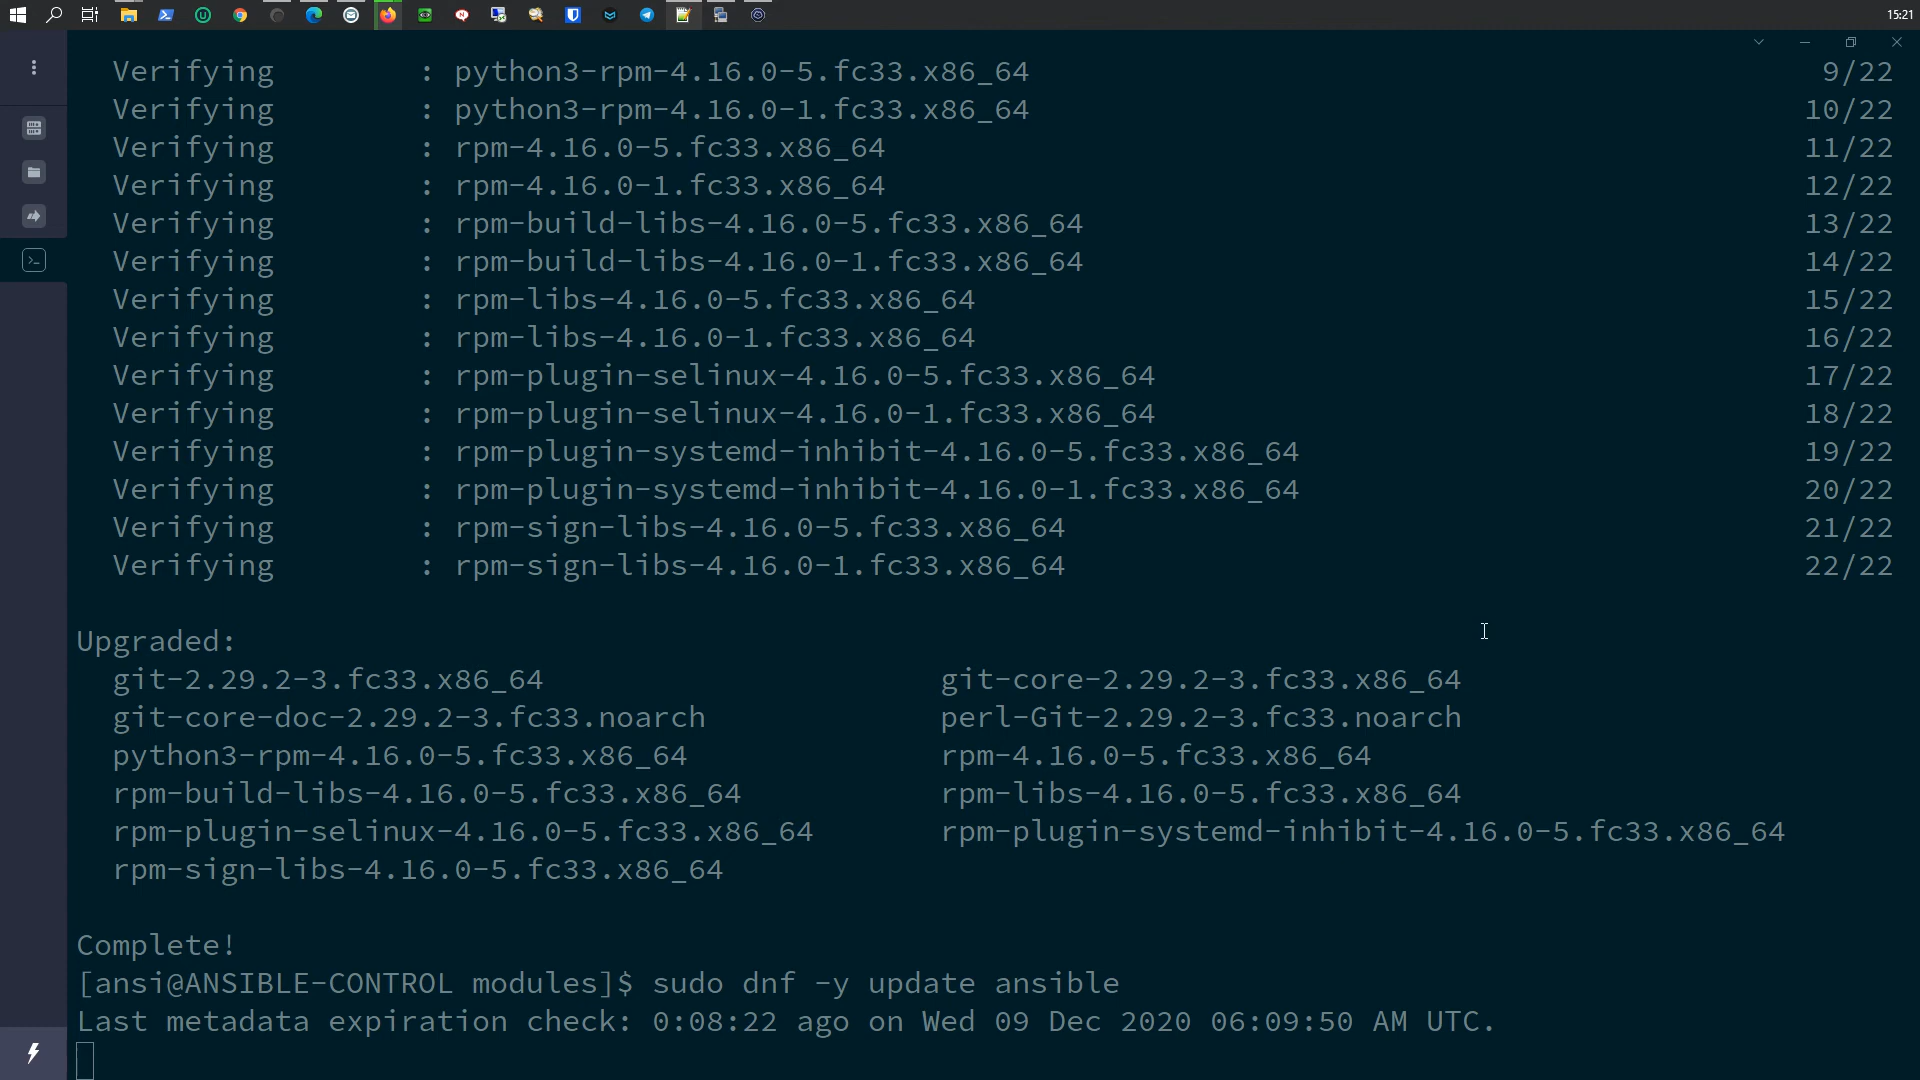 15:21
Verifying : python3-rpm-4.16.0-5.fc33.x86_64 9/22
Verifying : python3-rpm-4.16.0-1.fc33.x86_64 10/22
Verifying : rpm-4.16.0-5.fc33.x86_64 11/22
Verifying : rpm-4.16.0-1.fc33.x86_64 12/22
Verifying : rpm-build-libs-4.16.0-5.fc33.x86_64 13/22
Verifying : rpm-build-libs-4.16.0-1.fc33.x86_64 14/22
Verifying : rpm-libs-4.16.0-5.fc33.x86_64 15/22
Verifying : rpm-libs-4.16.0-1.fc33.x86_64 16/22
Verifying : rpm-plugin-selinux-4.16.0-5.fc33.x86_64 17/22
Verifying : rpm-plugin-selinux-4.16.0-1.fc33.x86_64 18/22
Verifying : rpm-plugin-systemd-inhibit-4.16.0-5.fc33.x86_64 19/22
Verifying : rpm-plugin-systemd-inhibit-4.16.0-1.fc33.x86_64 20/22
Verifying : rpm-sign-libs-4.16.0-5.fc33.x86_64 21/22
Verifying : rpm-sign-libs-4.16.0-1.fc33.x86_64 22/22
Upgraded:
git-2.29.2-3.fc33.x86_64 git-core-2.29.2-3.fc33.x86_64
git-core-doc-2.29.2-3.fc33.noarch perl-Git-2.29.2-3.fc33.noarch
python3-rpm-4.16.0-5.fc33.x86_64 rpm-4.16.0-5.fc33.x86_64
rpm-build-libs-4.16.0-5.fc33.x86_64 rpm-libs-4.16.0-5.fc33.x86_64
rpm-plugin-selinux-4.16.0-5.fc33.x86_64 rpm-plugin-systemd-inhibit-4.16.0-5.fc33.x86_64
rpm-sign-libs-4.16.0-5.fc33.x86_64
Complete!
[ansi@ANSIBLE-CONTROL modules]$ sudo dnf -y update ansible
Last metadata expiration check: 0:08:22 ago on Wed 09 Dec 2020 06:09:50 AM UTC.